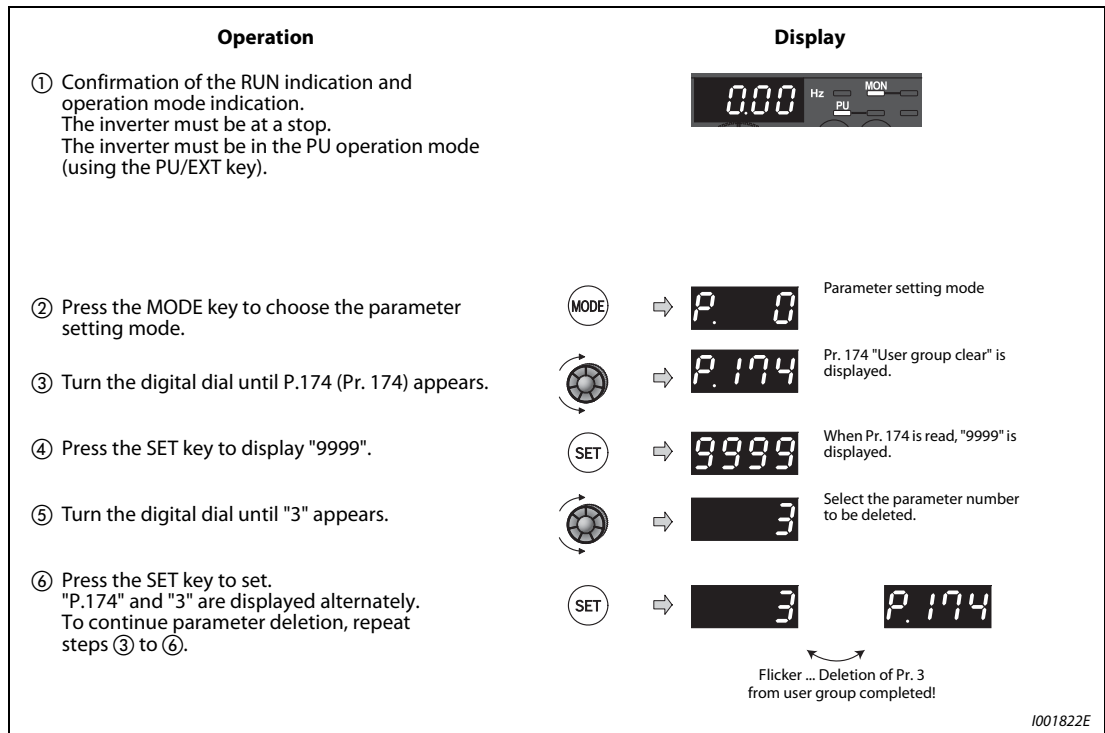 Operation
Display
① Confirmation of the RUN indication and
operation mode indication.
The inverter must be at a stop.
The inverter must be in the PU operation mode
(using the PU/EXT key).
0.00 Hz MON
PU
② Press the MODE key to choose the parameter
setting mode.
MODE
P. 0
Parameter setting mode
③ Turn the digital dial until P.174 (Pr. 174) appears.
P.174
Pr. 174 "User group clear" is
displayed.
④ Press the SET key to display "9999".
SET
9999
When Pr. 174 is read, "9999" is
displayed.
⑤ Turn the digital dial until "3" appears.
3
Select the parameter number
to be deleted.
⑥ Press the SET key to set.
"P.174" and "3" are displayed alternately.
To continue parameter deletion, repeat
steps ③ to ⑥.
SET
3
P.174
Flicker ... Deletion of Pr. 3
from user group completed!
I001822E